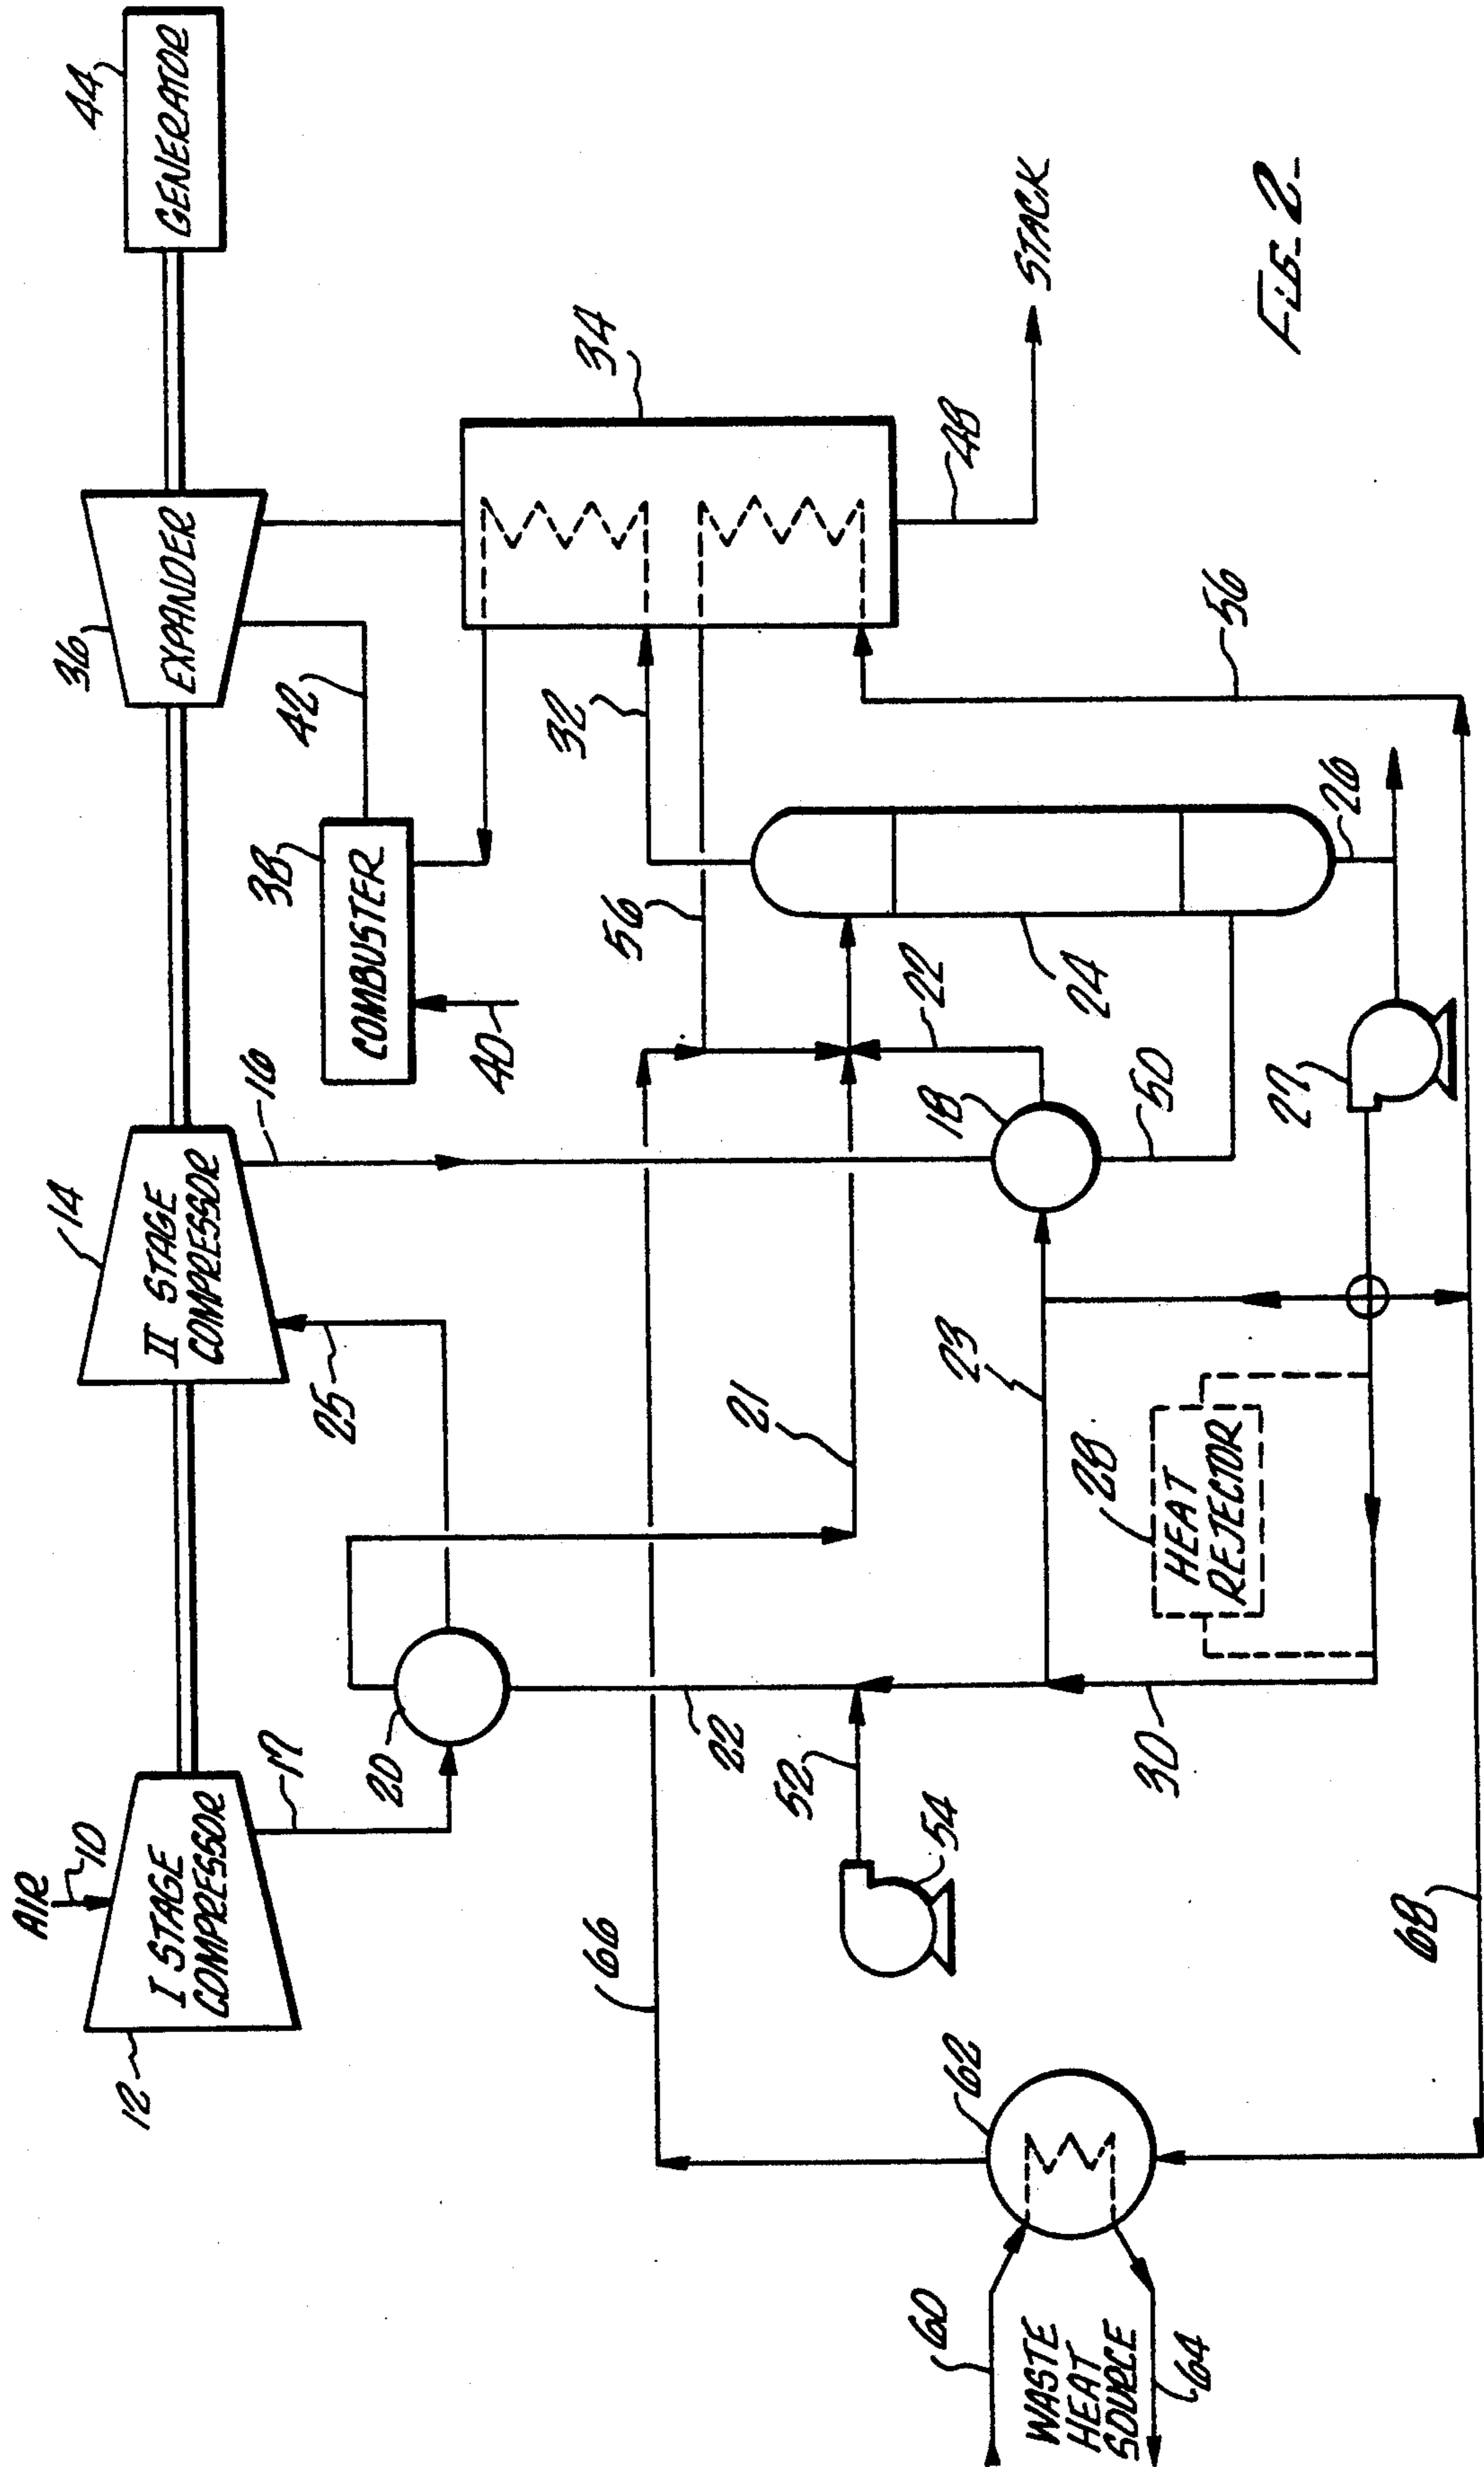 AIR
10
I STAGE
COMPRESSOR
12
17
20
25
II STAGE
COMPRESSOR
14
16
EXPANDER
36
GENERATOR
44
COMBUSTER
38
40
42
34
32
56
48
STACK
66
21
22
18
24
22
23
50
52
54
30
HEAT
REJECTOR
28
27
26
56
62
60
WASTE
HEAT
SOURCE
64
68
FIG. 2.